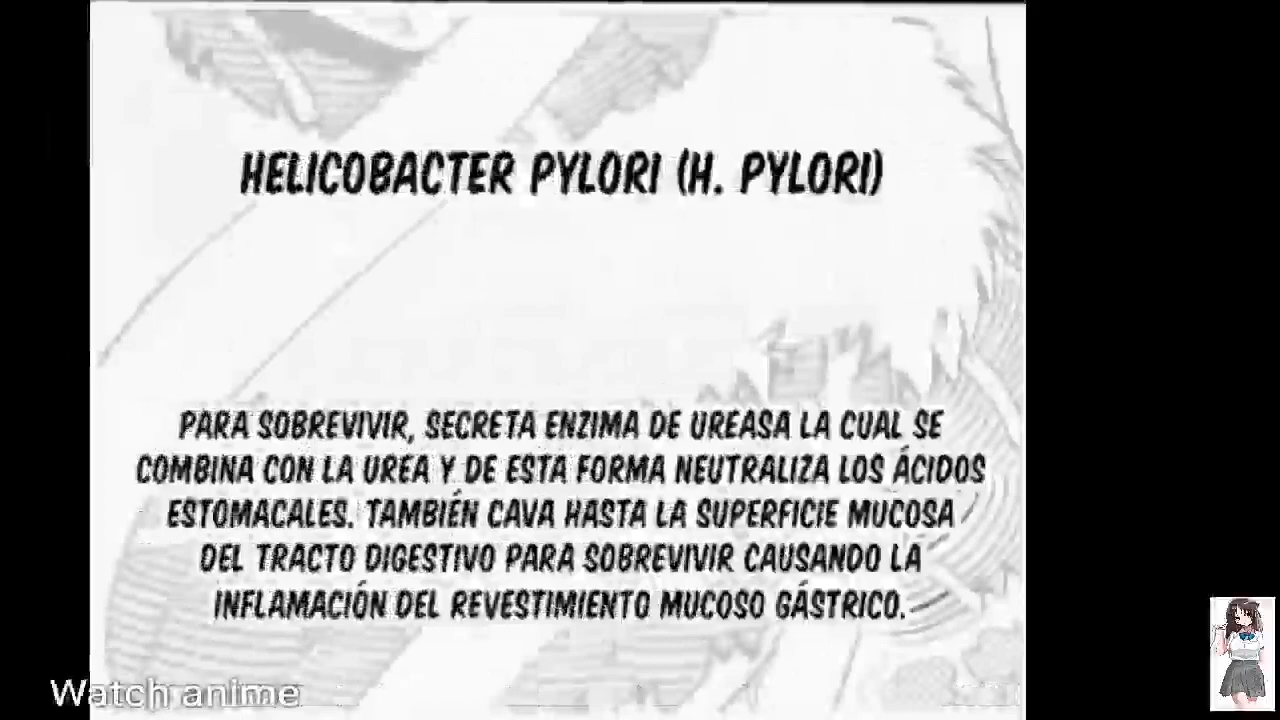 HELICOBACTER PYLORI (H. PYLORI)
PARA SOBREVIVIR, SECRETA ENZIMA DE UREASA LA CUAL SE
COMBINA CON LA UREA Y DE ESTA FORMA NEUTRALIZA LOS ÁCIDOS
ESTOMACALES. TAMBIÉN CAVA HASTA LA SUPERFICIE MUCOSA
DEL TRACTO DIGESTIVO PARA SOBREVIVIR CAUSANDO LA
INFLAMACIÓN DEL REVESTIMIENTO MUCOSO GÁSTRICO.
Watch anime